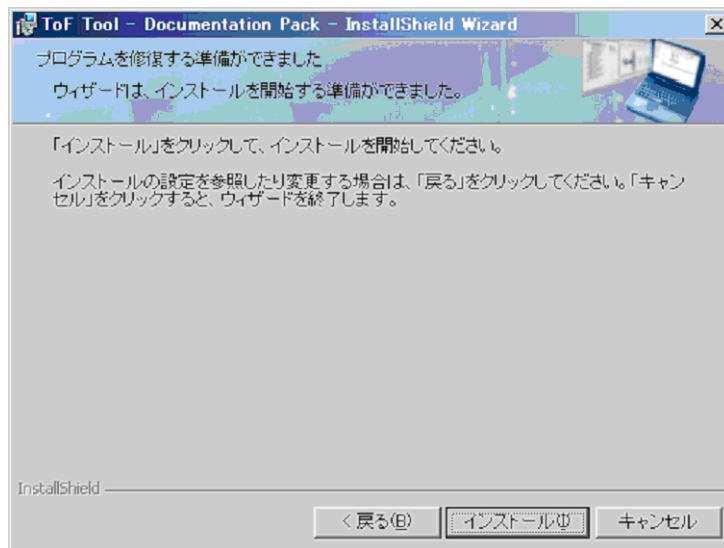 ToF Tool - Documentation Pack - InstallShield Wizard
プログラムを修復する準備ができました
ウィザードは、インストールを開始する準備ができました。
「インストール」をクリックして、インストールを開始してください。
インストールの設定を参照したり変更する場合は、「戻る」をクリックしてください。「キャン
セル」をクリックすると、ウィザードを終了します。
InstallShield
< 戻る(B)
インストール(I)
キャンセル